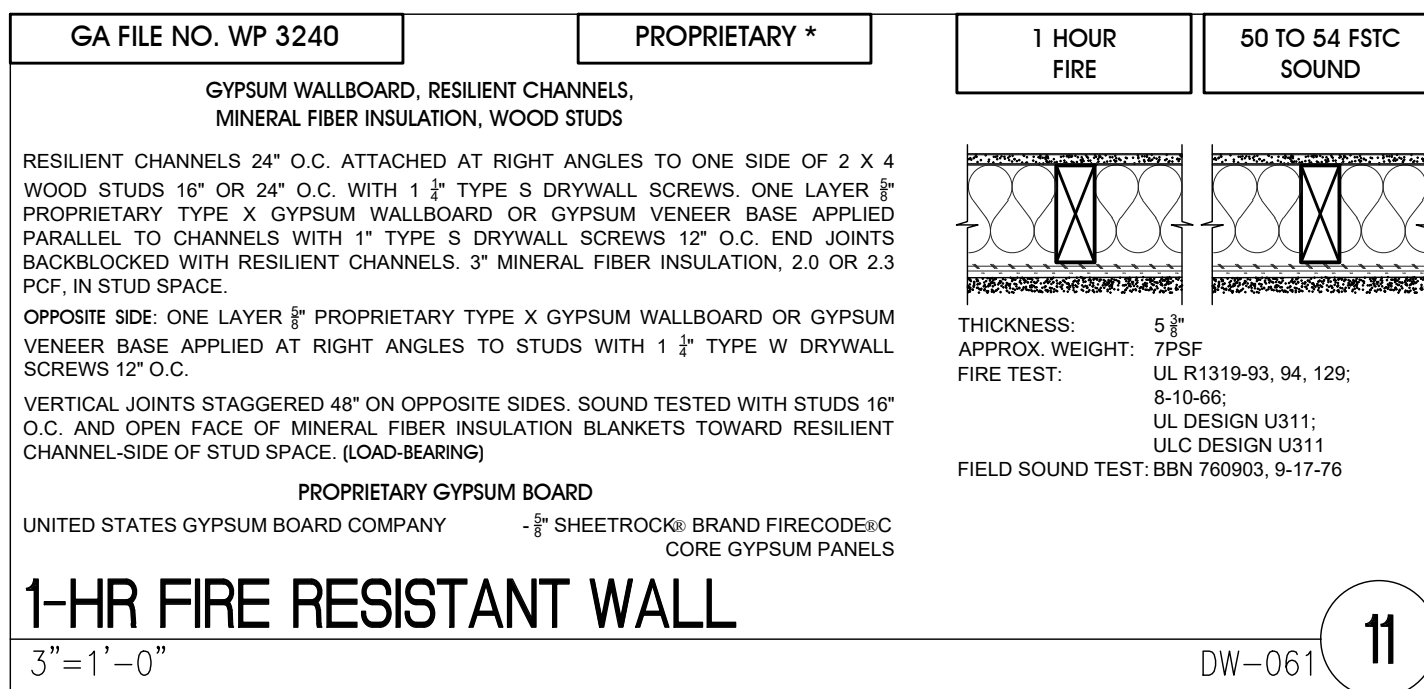 GA FILE NO. WP 3240
PROPRIETARY *
1 HOUR
FIRE
50 TO 54 FSTC
SOUND
GYPSUM WALLBOARD, RESILIENT CHANNELS,
MINERAL FIBER INSULATION, WOOD STUDS
RESILIENT CHANNELS 24" O.C. ATTACHED AT RIGHT ANGLES TO ONE SIDE OF 2 X 4
WOOD STUDS 16" OR 24" O.C. WITH 1 1/4" TYPE S DRYWALL SCREWS. ONE LAYER 5/8"
PROPRIETARY TYPE X GYPSUM WALLBOARD OR GYPSUM VENEER BASE APPLIED
PARALLEL TO CHANNELS WITH 1" TYPE S DRYWALL SCREWS 12" O.C. END JOINTS
BACKBLOCKED WITH RESILIENT CHANNELS. 3" MINERAL FIBER INSULATION, 2.0 OR 2.3
PCF, IN STUD SPACE.
OPPOSITE SIDE: ONE LAYER 5/8" PROPRIETARY TYPE X GYPSUM WALLBOARD OR GYPSUM
VENEER BASE APPLIED AT RIGHT ANGLES TO STUDS WITH 1 1/4" TYPE W DRYWALL
SCREWS 12" O.C.
VERTICAL JOINTS STAGGERED 48" ON OPPOSITE SIDES. SOUND TESTED WITH STUDS 16"
O.C. AND OPEN FACE OF MINERAL FIBER INSULATION BLANKETS TOWARD RESILIENT
CHANNEL-SIDE OF STUD SPACE. (LOAD-BEARING)
PROPRIETARY GYPSUM BOARD
UNITED STATES GYPSUM BOARD COMPANY - 5/8" SHEETROCK® BRAND FIRECODE®C
CORE GYPSUM PANELS
THICKNESS: 5 3/8"
APPROX. WEIGHT: 7PSF
FIRE TEST: UL R1319-93, 94, 129;
8-10-66;
UL DESIGN U311;
ULC DESIGN U311
FIELD SOUND TEST: BBN 760903, 9-17-76
1-HR FIRE RESISTANT WALL
3"=1'-0"
DW-061
11